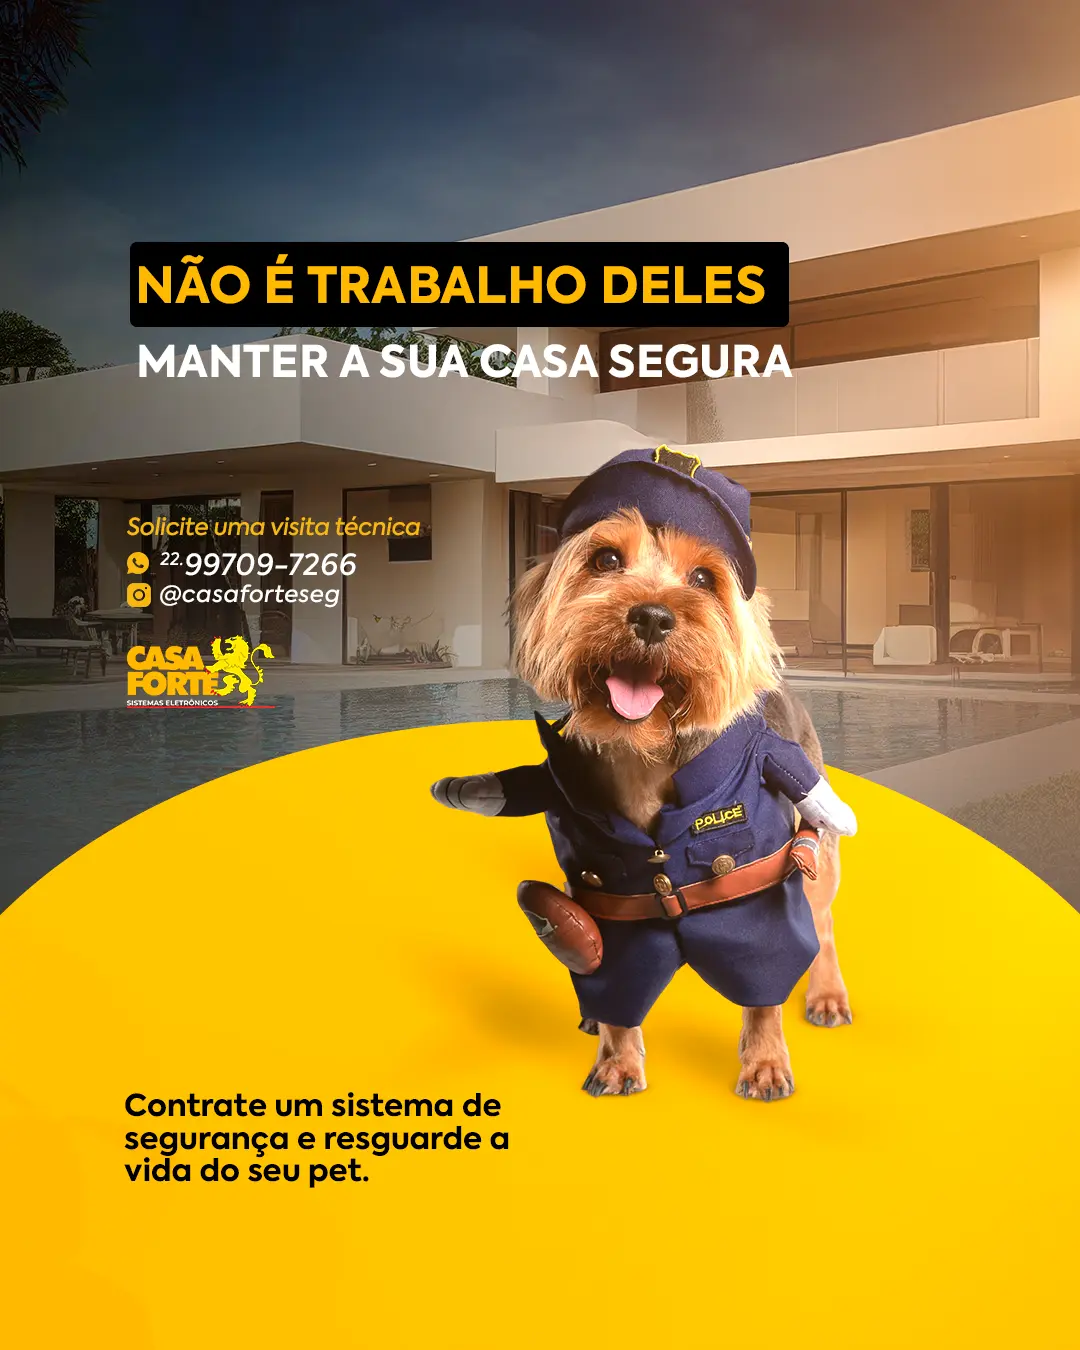 NÃO É TRABALHO DELES
MANTER A SUA CASA SEGURA
Solicite uma visita técnica
22.99709-7266
@casaforteseg
CASA
FORTE
SISTEMAS ELETRÔNICOS
POLICE
Contrate um sistema de
segurança e resguarde a
vida do seu pet.